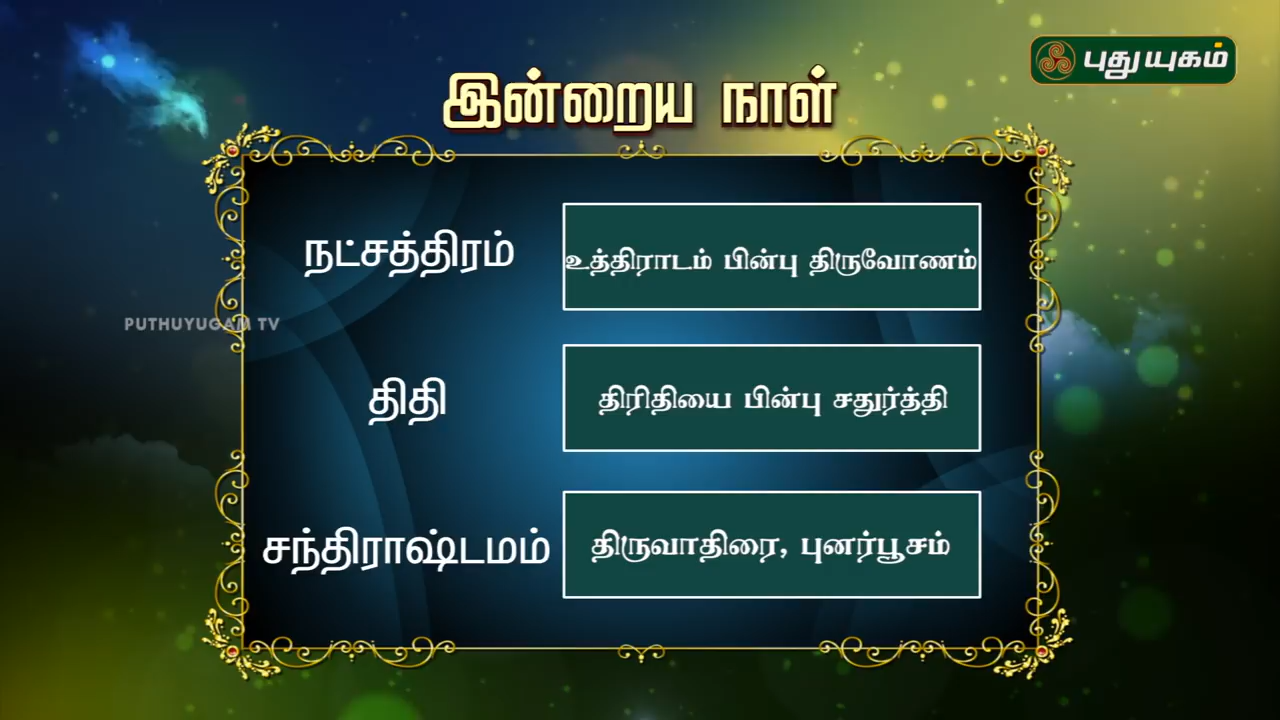 புதுயுகம்
இன்றைய நாள்
நட்சத்திரம்
உத்திராடம் பின்பு திருவோணம்
PUTHUYUGAM TV
திதி
திரிதியை பின்பு சதுர்த்தி
சந்திராஷ்டமம்
திருவாதிரை, புனர்பூசம்